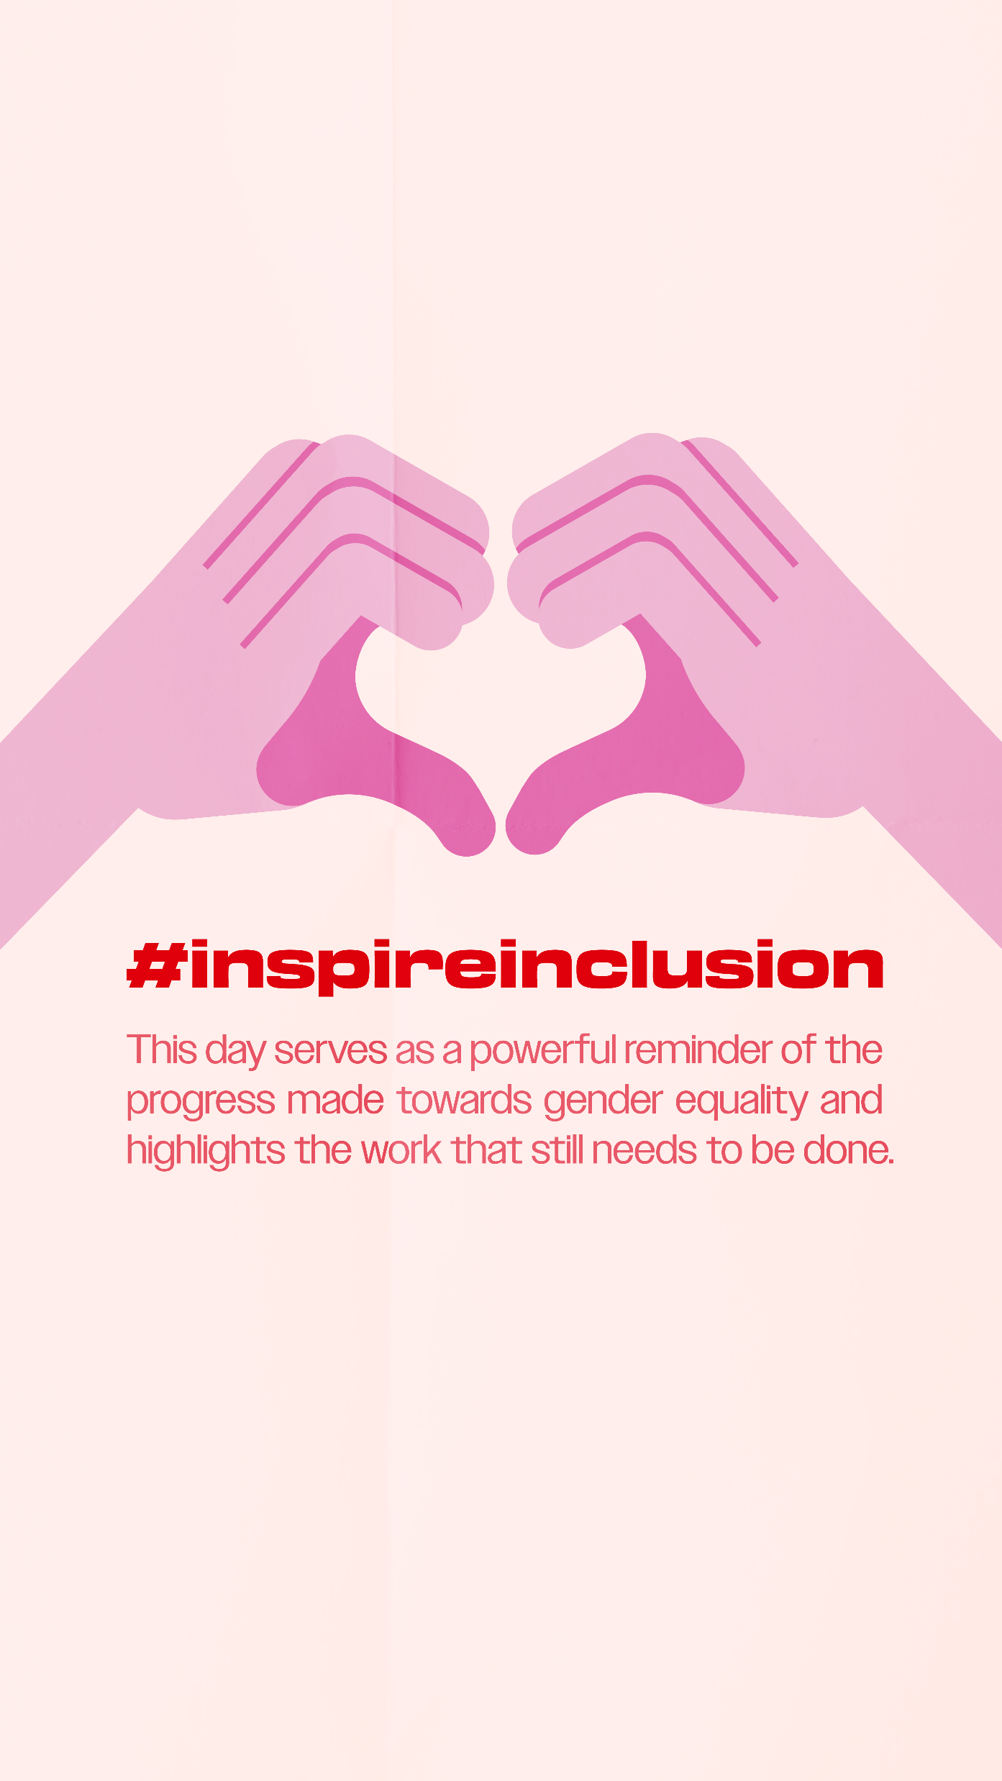 #inspireinclusion
This day serves as a powerful reminder of the
progress made towards gender equality and
highlights the work that still needs to be done.